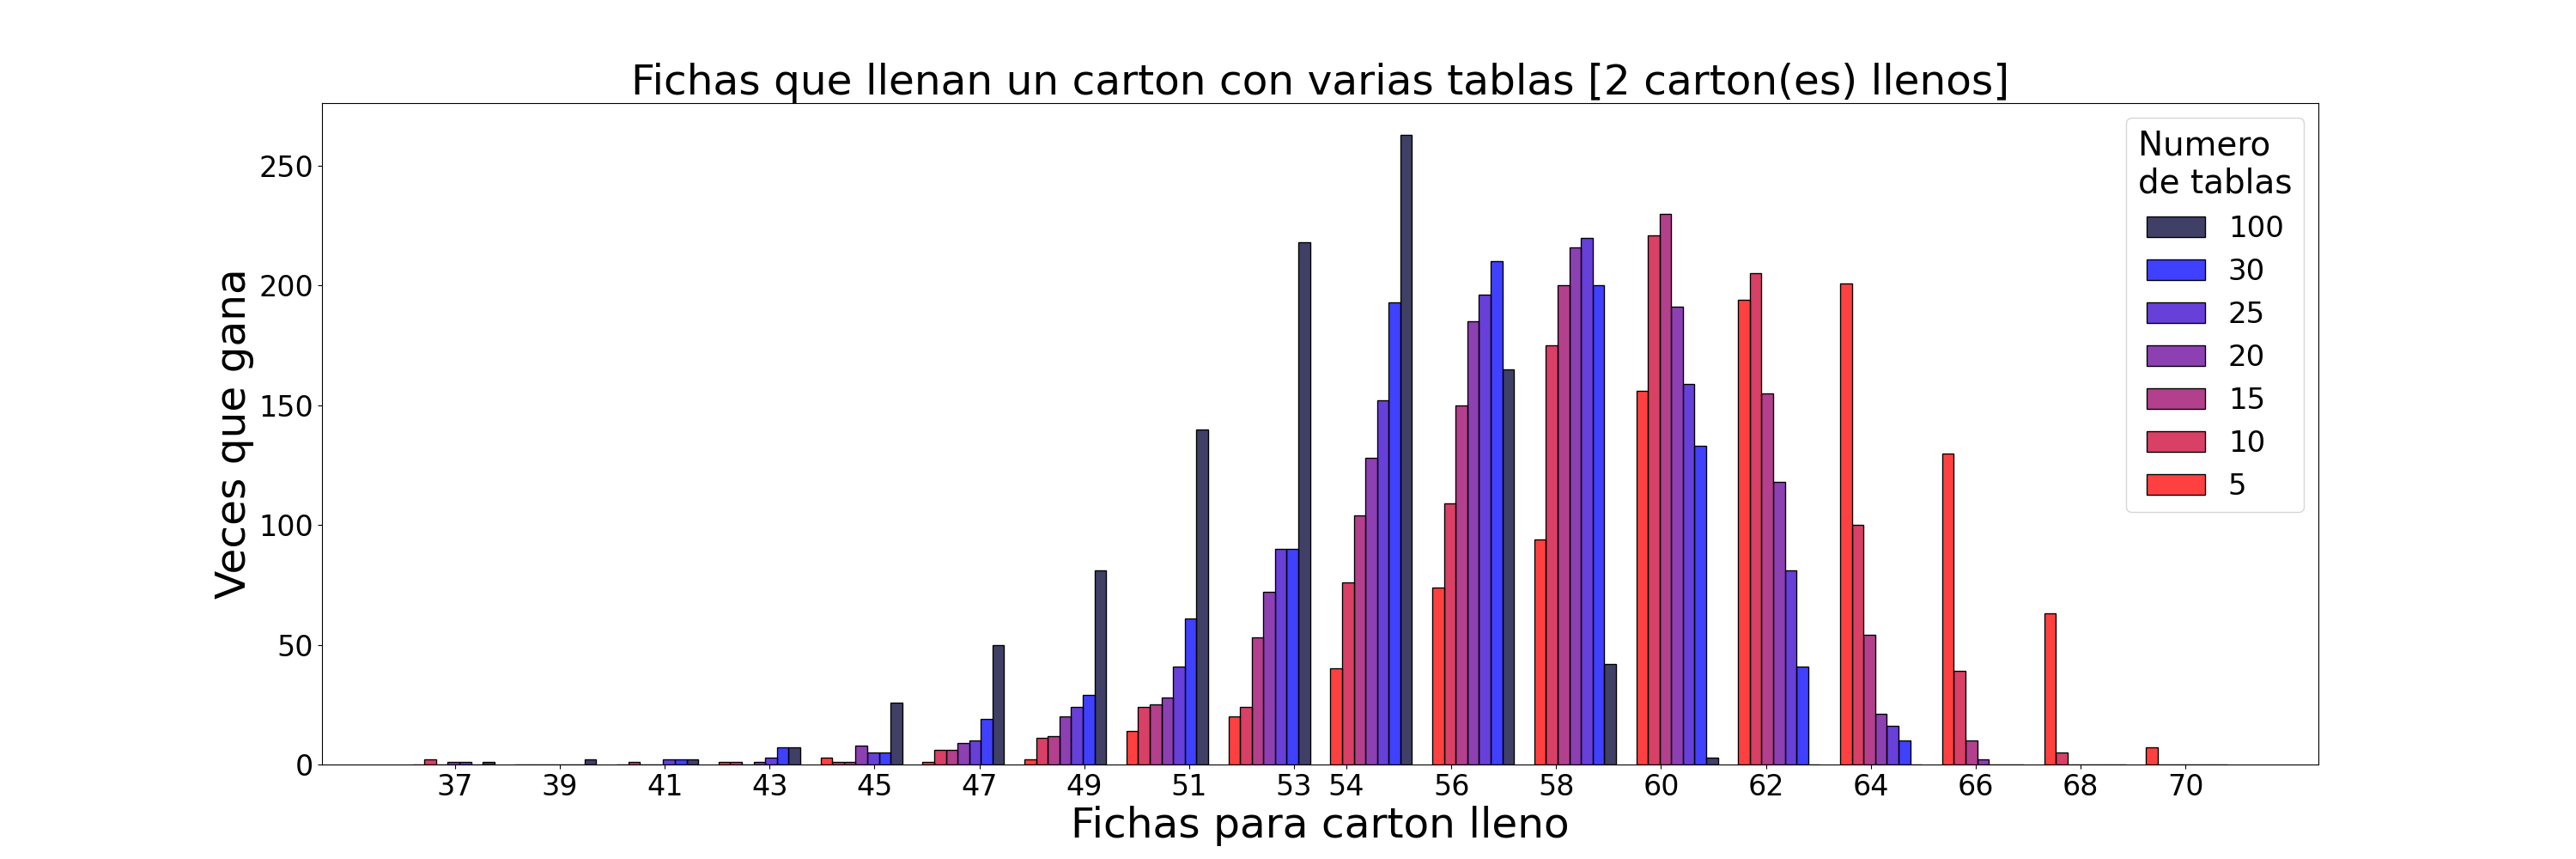 Fichas que llenan un carton con varias tablas [2 carton(es) llenos]
Veces que gana
250
200
150
100
50
0
Numero
de tablas
100
30
25
20
15
10
5
37 39 41 43 45 47 49 51 53 54 56 58 60 62 64 66 68 70
Fichas para carton lleno